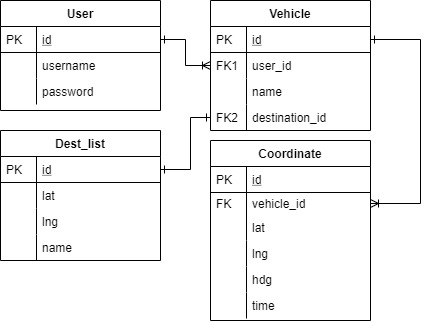 User
PK id
username
password
Vehicle
PK id
FK1 user_id
name
FK2 destination_id
Dest_list
PK id
lat
lng
name
Coordinate
PK id
FK vehicle_id
lat
lng
hdg
time